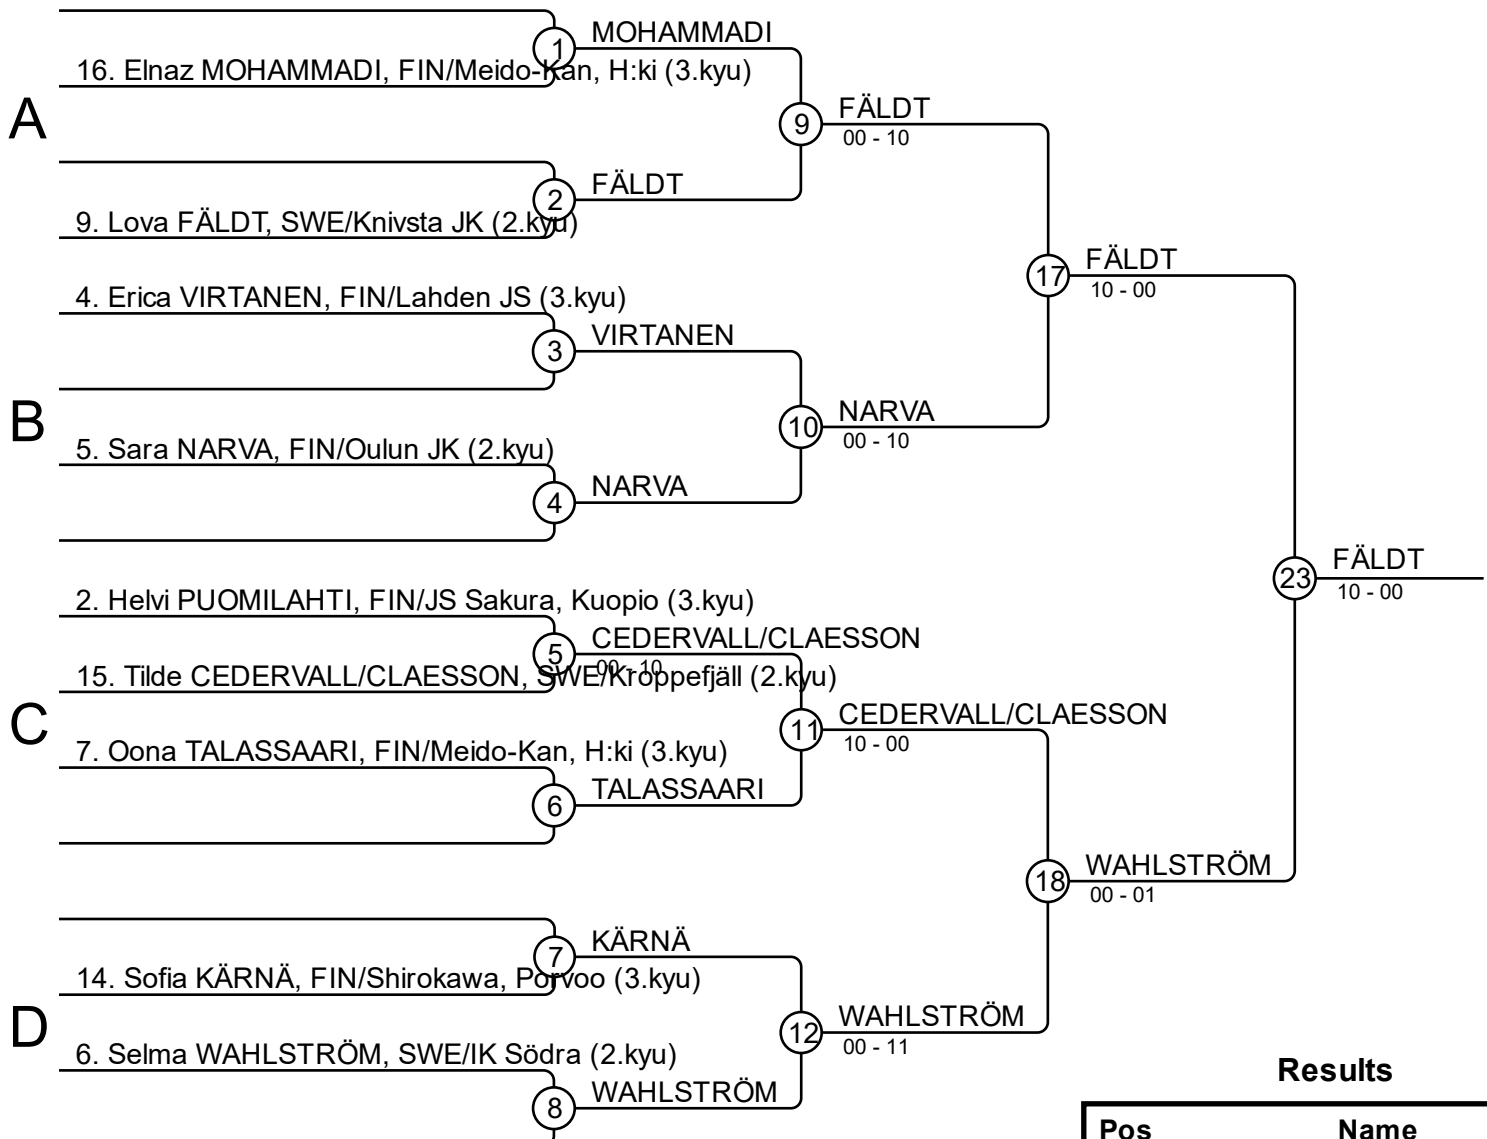 MOHAMMADI
1
16. Elnaz MOHAMMADI, FIN/Meido-Kan, H:ki (3.kyu)
A
FÄLDT
9
00 - 10
FÄLDT
2
9. Lova FÄLDT, SWE/Knivsta JK (2.kyu)
FÄLDT
17
10 - 00
4. Erica VIRTANEN, FIN/Lahden JS (3.kyu)
VIRTANEN
3
B
NARVA
10
00 - 10
5. Sara NARVA, FIN/Oulun JK (2.kyu)
NARVA
4
FÄLDT
23
10 - 00
2. Helvi PUOMILAHTI, FIN/JS Sakura, Kuopio (3.kyu)
CEDERVALL/CLAESSON
5
00 - 10
15. Tilde CEDERVALL/CLAESSON, SWE/Kroppefjäll (2.kyu)
C
CEDERVALL/CLAESSON
11
10 - 00
7. Oona TALASSAARI, FIN/Meido-Kan, H:ki (3.kyu)
TALASSAARI
6
WAHLSTRÖM
18
00 - 01
KÄRNÄ
7
14. Sofia KÄRNÄ, FIN/Shirokawa, Porvoo (3.kyu)
D
WAHLSTRÖM
12
00 - 11
6. Selma WAHLSTRÖM, SWE/IK Södra (2.kyu)
WAHLSTRÖM
8
Results
Pos Name